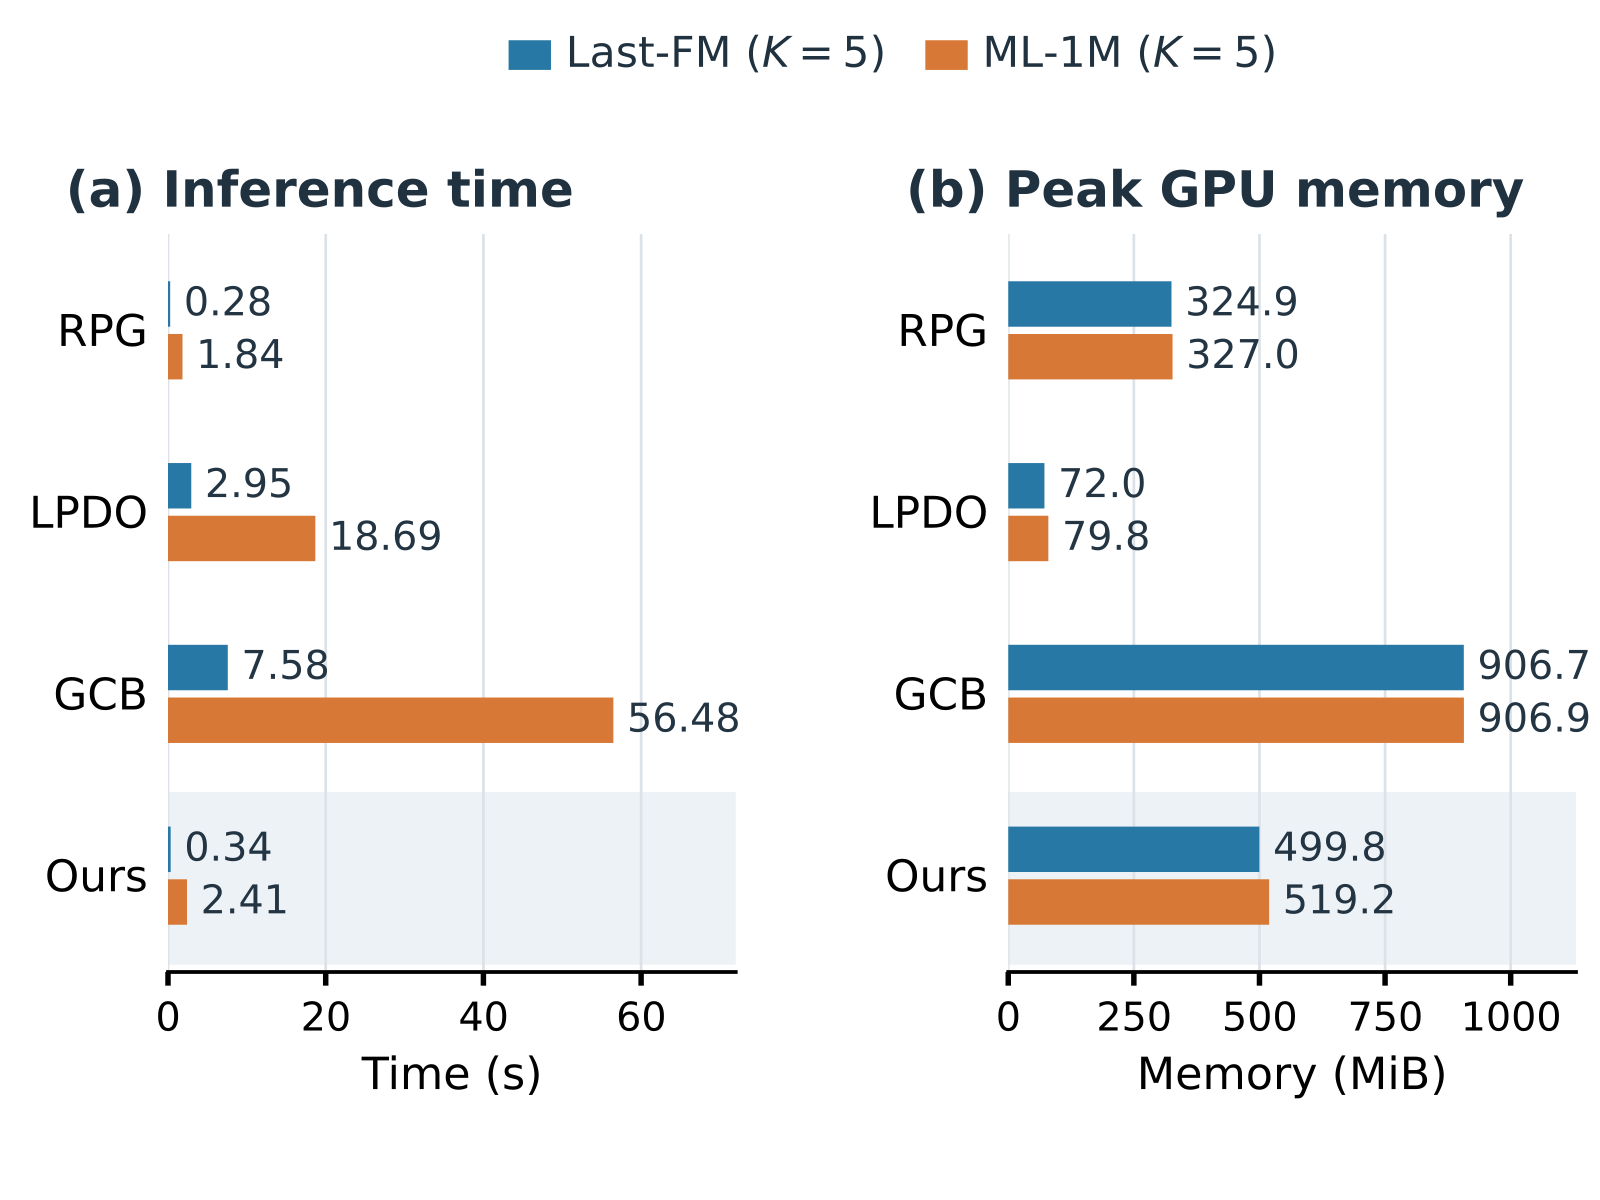 Last-FM (K = 5) ML-1M (K = 5)
(a) Inference time
RPG
0.28
1.84
LPDO
2.95
18.69
GCB
7.58
56.48
Ours
0.34
2.41
0 20 40 60
Time (s)
(b) Peak GPU memory
RPG
324.9
327.0
LPDO
72.0
79.8
GCB
906.7
906.9
Ours
499.8
519.2
0 250 500 750 1000
Memory (MiB)